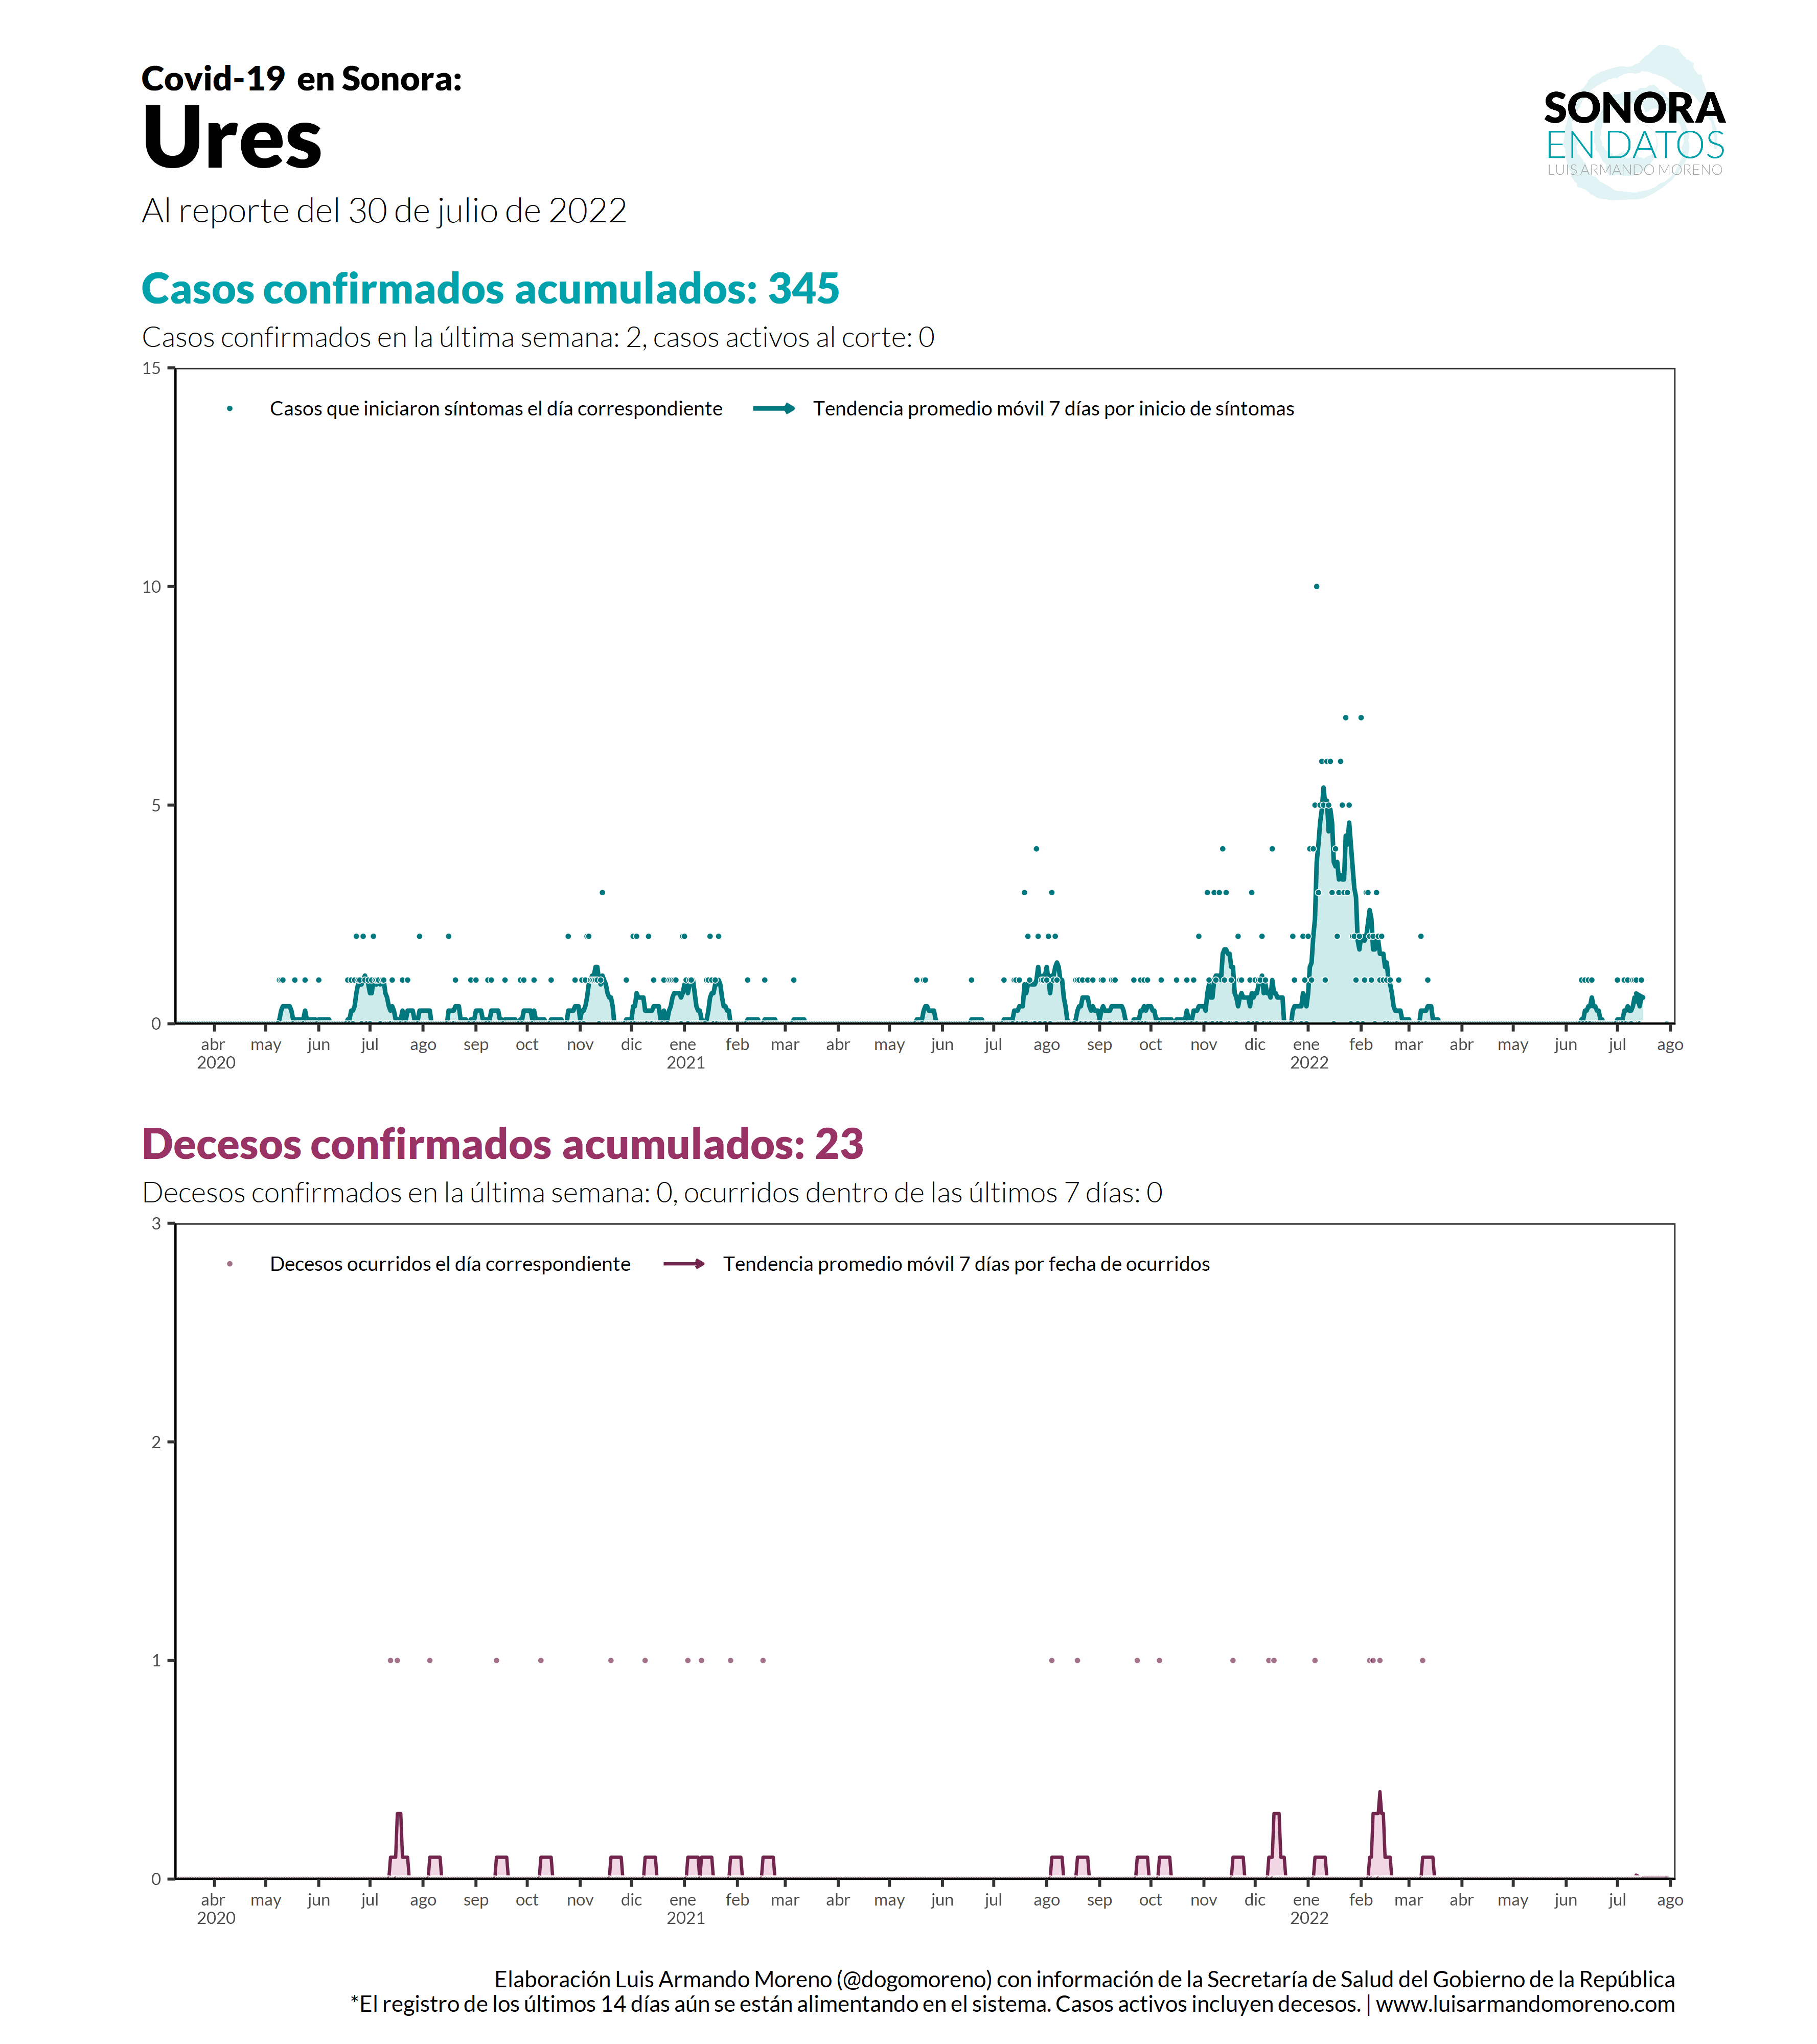 Covid-19 en Sonora:
Ures
Al reporte del 30 de julio de 2022
SONORA
EN DATOS
LUIS ARMANDO MORENO
Casos confirmados acumulados: 345
Casos confirmados en la última semana: 2, casos activos al corte: 0
15
Casos que iniciaron síntomas el día correspondiente Tendencia promedio móvil 7 días por inicio de síntomas
10
5
0
abr may jun jul ago sep oct nov dic ene feb mar abr may jun jul ago sep oct nov dic ene feb mar abr may jun jul ago
2020 2021 2022
Decesos confirmados acumulados: 23
Decesos confirmados en la última semana: 0, ocurridos dentro de las últimos 7 días: 0
3
Decesos ocurridos el día correspondiente Tendencia promedio móvil 7 días por fecha de ocurridos
2
1
0
abr may jun jul ago sep oct nov dic ene feb mar abr may jun jul ago sep oct nov dic ene feb mar abr may jun jul ago
2020 2021 2022
Elaboración Luis Armando Moreno (@dogomoreno) con información de la Secretaría de Salud del Gobierno de la República
*El registro de los últimos 14 días aún se están alimentando en el sistema. Casos activos incluyen decesos. | www.luisarmandomoreno.com